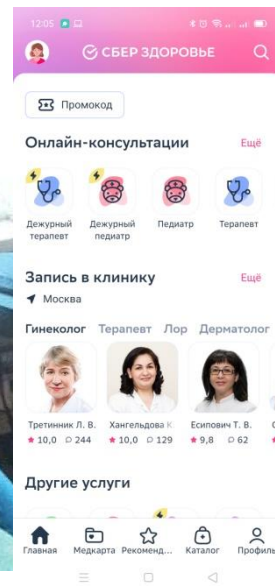 12:05
СБЕР ЗДОРОВЬЕ
Промокод
Онлайн-консультации Ещё
Дежурный терапевт
Дежурный педиатр
Педиатр
Терапевт
Запись в клинику Ещё
Москва
Гинеколог Терапевт Лор Дерматолог
Третинник Л. В.
10,0 244
Хангельдова К
10,0 129
Есипович Т. В.
9,8 62
Другие услуги
Главная Медкарта Рекоменд... Каталог Профиль